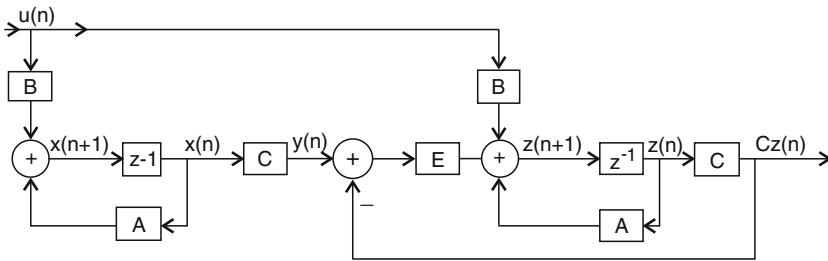 u(n)
B
B
+
x(n+1)
z-1
x(n)
C
y(n)
+
E
+
z(n+1)
z⁻¹
z(n)
C
Cz(n)
A
–
A